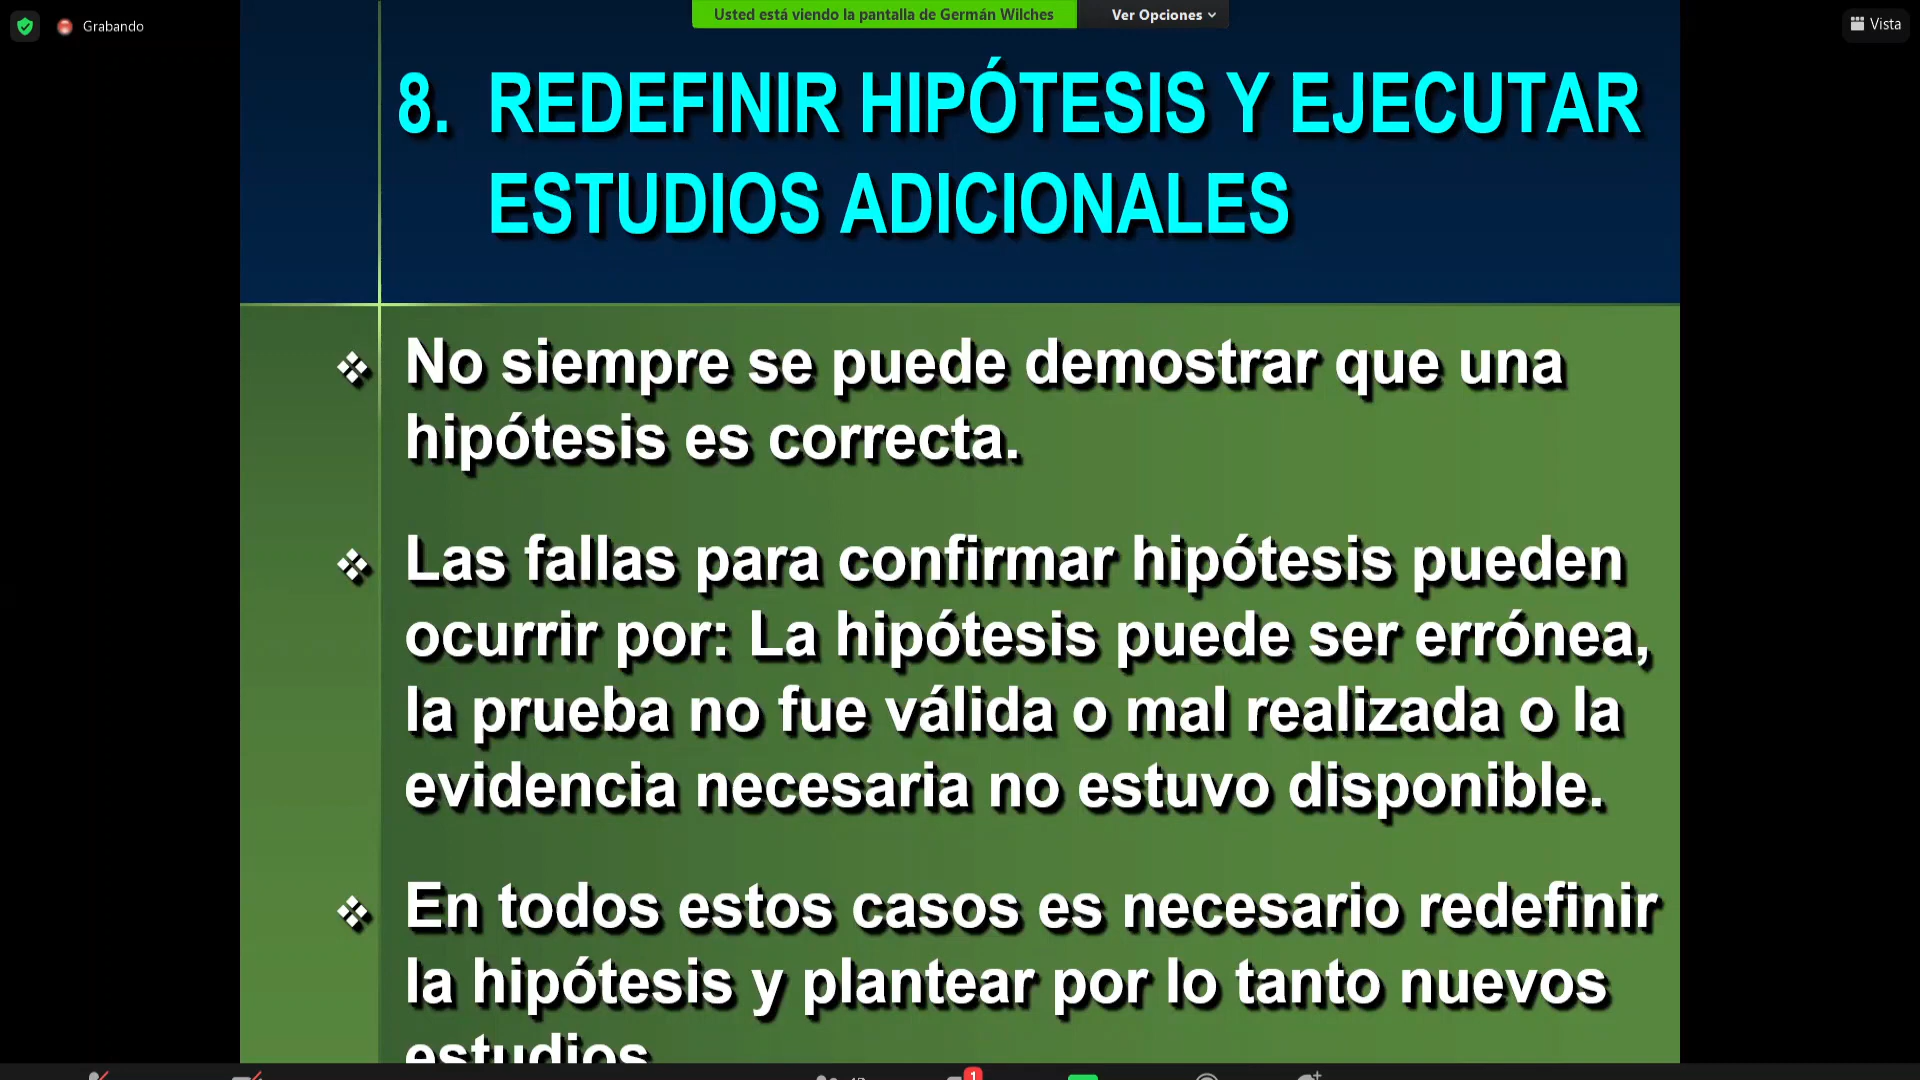 Grabando
Usted está viendo la pantalla de Germán Wilches
Ver Opciones
Vista
8. REDEFINIR HIPÓTESIS Y EJECUTAR
ESTUDIOS ADICIONALES
No siempre se puede demostrar que una
hipótesis es correcta.
Las fallas para confirmar hipótesis pueden
ocurrir por: La hipótesis puede ser errónea,
la prueba no fue válida o mal realizada o la
evidencia necesaria no estuvo disponible.
En todos estos casos es necesario redefinir
la hipótesis y plantear por lo tanto nuevos
estudios
1